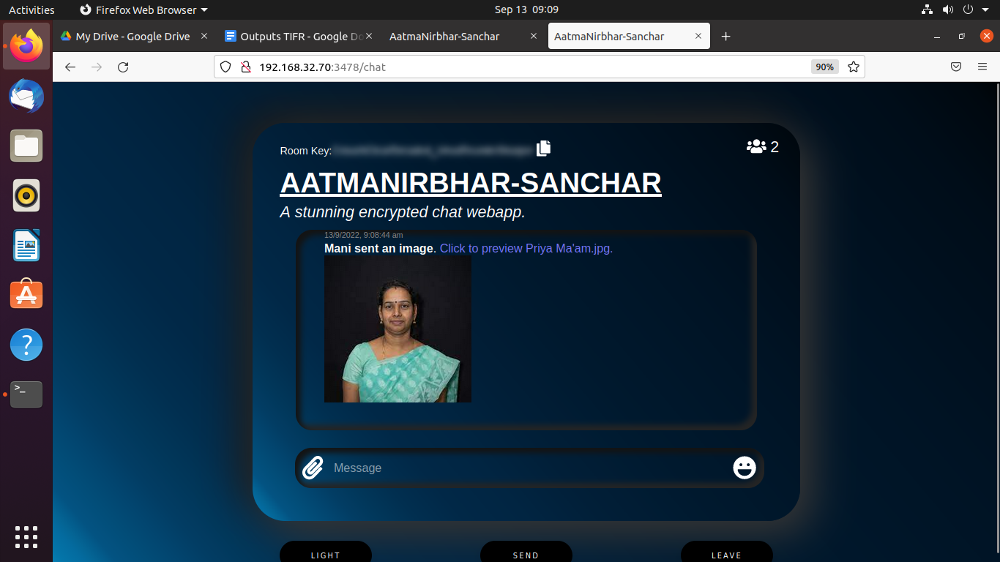 Activities
Firefox Web Browser
Sep 13 09:09
My Drive - Google Drive
Outputs TIFR - Google Do
AatmaNirbhar-Sanchar
AatmaNirbhar-Sanchar
192.168.32.70:3478/chat
90%
Room Key:
2
AATMANIRBHAR-SANCHAR
A stunning encrypted chat webapp.
13/9/2022, 9:08:44 am
Mani sent an image. Click to preview Priya Ma'am.jpg.
Message
LIGHT
SEND
LEAVE